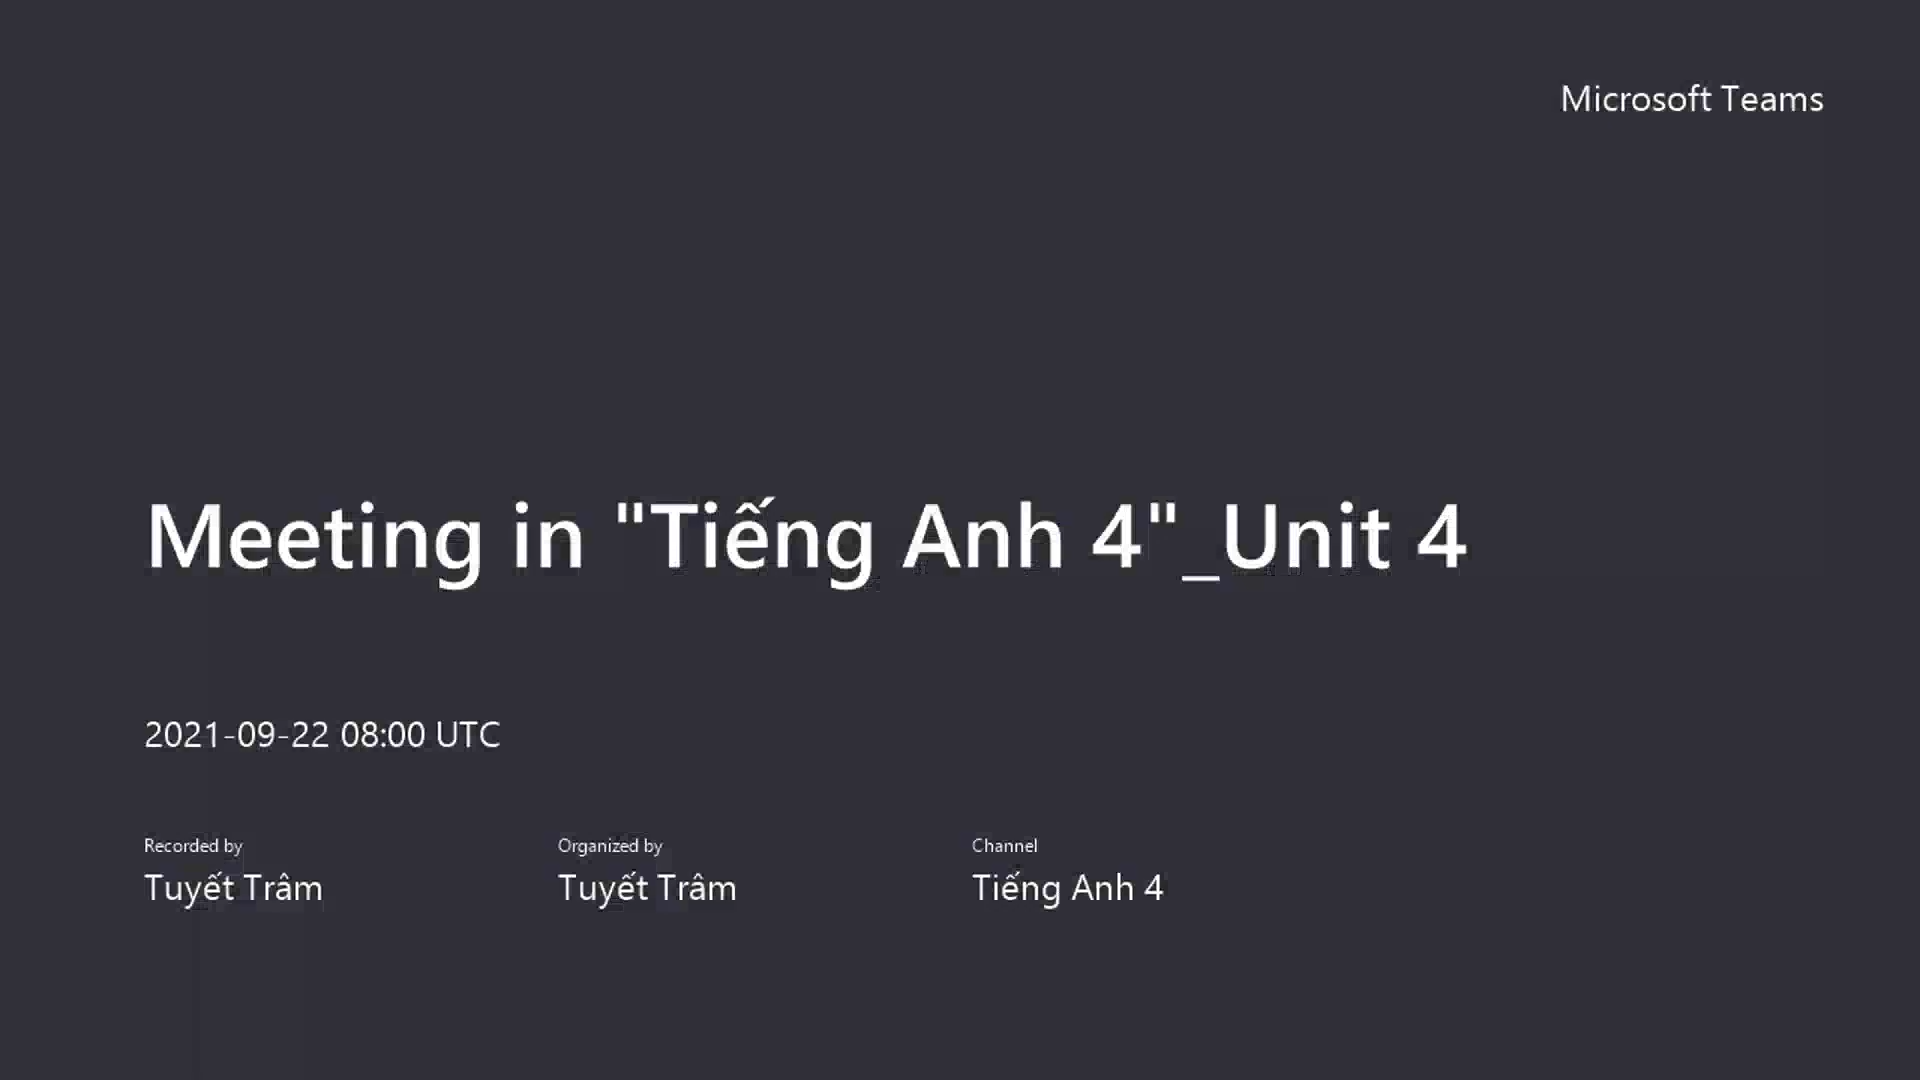 Microsoft Teams
Meeting in "Tiếng Anh 4"_Unit 4
2021-09-22 08:00 UTC
Recorded by
Tuyết Trâm
Organized by
Tuyết Trâm
Channel
Tiếng Anh 4